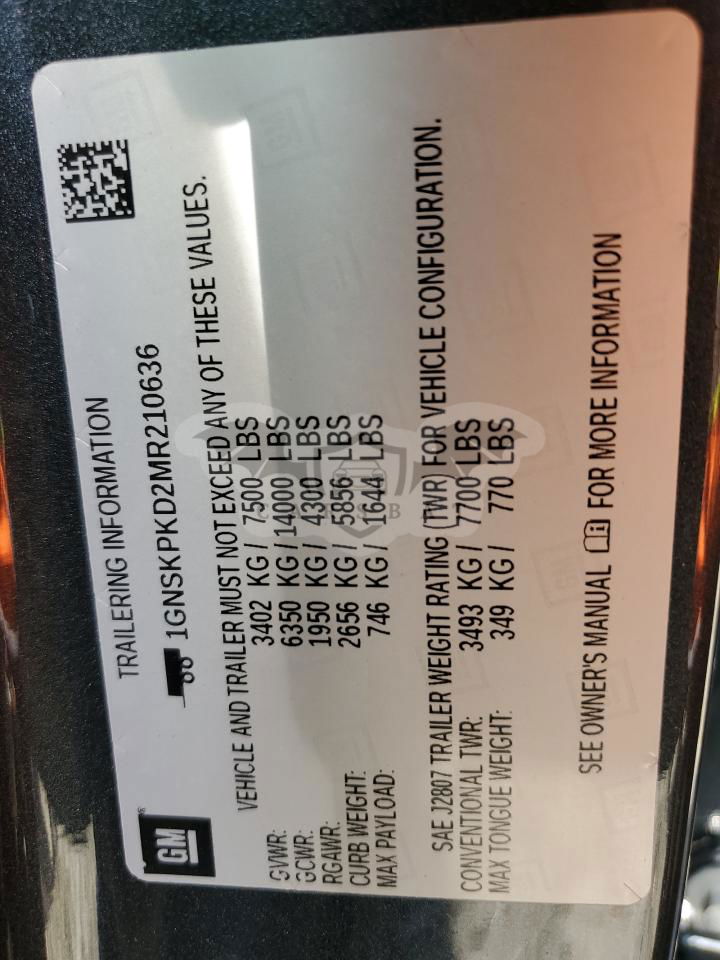 GM
TRAILERING INFORMATION
1GNSKPKD2MR210636
VEHICLE AND TRAILER MUST NOT EXCEED ANY OF THESE VALUES.
GVWR: 3402 KG / 7500 LBS
GCWR: 6350 KG / 14000 LBS
RGAWR: 1950 KG / 4300 LBS
CURB WEIGHT: 2656 KG / 5856 LBS
MAX PAYLOAD: 746 KG / 1644 LBS
SAE J2807 TRAILER WEIGHT RATING (TWR) FOR VEHICLE CONFIGURATION.
CONVENTIONAL TWR: 3493 KG / 7700 LBS
MAX TONGUE WEIGHT: 349 KG / 770 LBS
SEE OWNER'S MANUAL FOR MORE INFORMATION